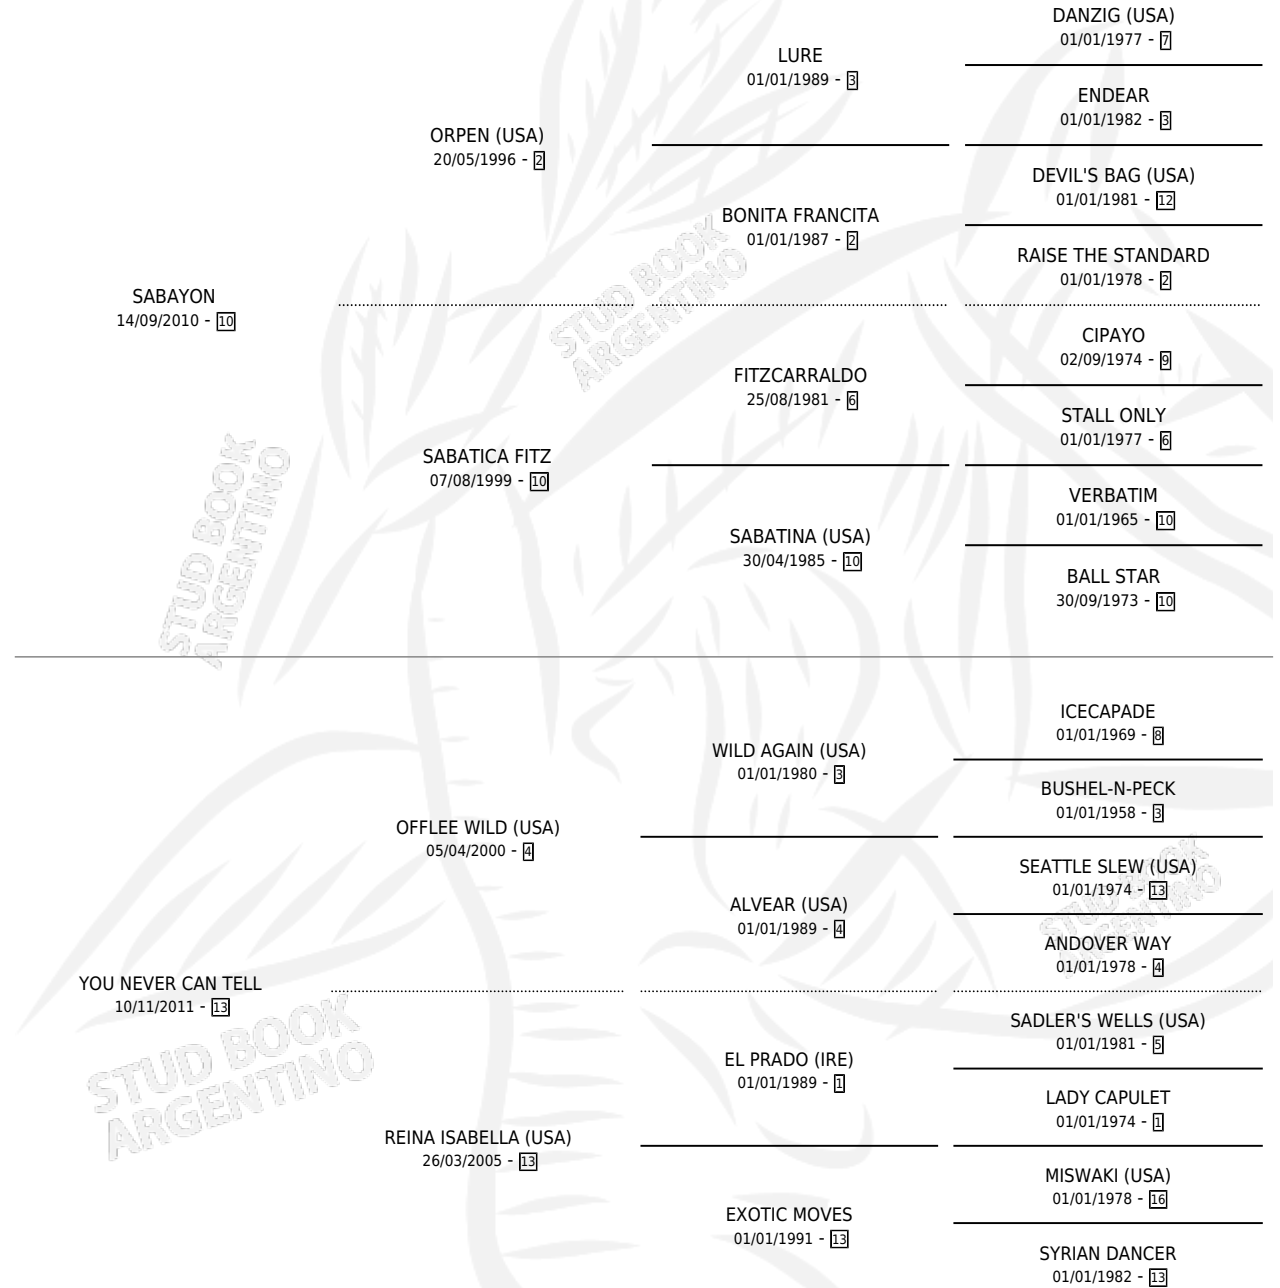 DANZIG (USA)
01/01/1977 - 7
LURE
01/01/1989 - 3
ENDEAR
01/01/1982 - 3
ORPEN (USA)
20/05/1996 - 2
DEVIL'S BAG (USA)
01/01/1981 - 12
BONITA FRANCITA
01/01/1987 - 2
RAISE THE STANDARD
01/01/1978 - 2
SABAYON
14/09/2010 - 10
CIPAYO
02/09/1974 - 9
FITZCARRALDO
25/08/1981 - 6
STALL ONLY
01/01/1977 - 6
SABATICA FITZ
07/08/1999 - 10
VERBATIM
01/01/1965 - 10
SABATINA (USA)
30/04/1985 - 10
BALL STAR
30/09/1973 - 10
ICECAPADE
01/01/1969 - 8
WILD AGAIN (USA)
01/01/1980 - 3
BUSHEL-N-PECK
01/01/1958 - 3
OFFLEE WILD (USA)
05/04/2000 - 4
SEATTLE SLEW (USA)
01/01/1974 - 13
ALVEAR (USA)
01/01/1989 - 4
ANDOVER WAY
01/01/1978 - 4
YOU NEVER CAN TELL
10/11/2011 - 13
SADLER'S WELLS (USA)
01/01/1981 - 5
EL PRADO (IRE)
01/01/1989 - 1
LADY CAPULET
01/01/1974 - 1
REINA ISABELLA (USA)
26/03/2005 - 13
MISWAKI (USA)
01/01/1978 - 16
EXOTIC MOVES
01/01/1991 - 13
SYRIAN DANCER
01/01/1982 - 13
STUD BOOK
ARGENTINO
STUD BOOK
ARGENTINO
STUD BOOK
ARGENTINO
STUD BOOK
ARGENTINO